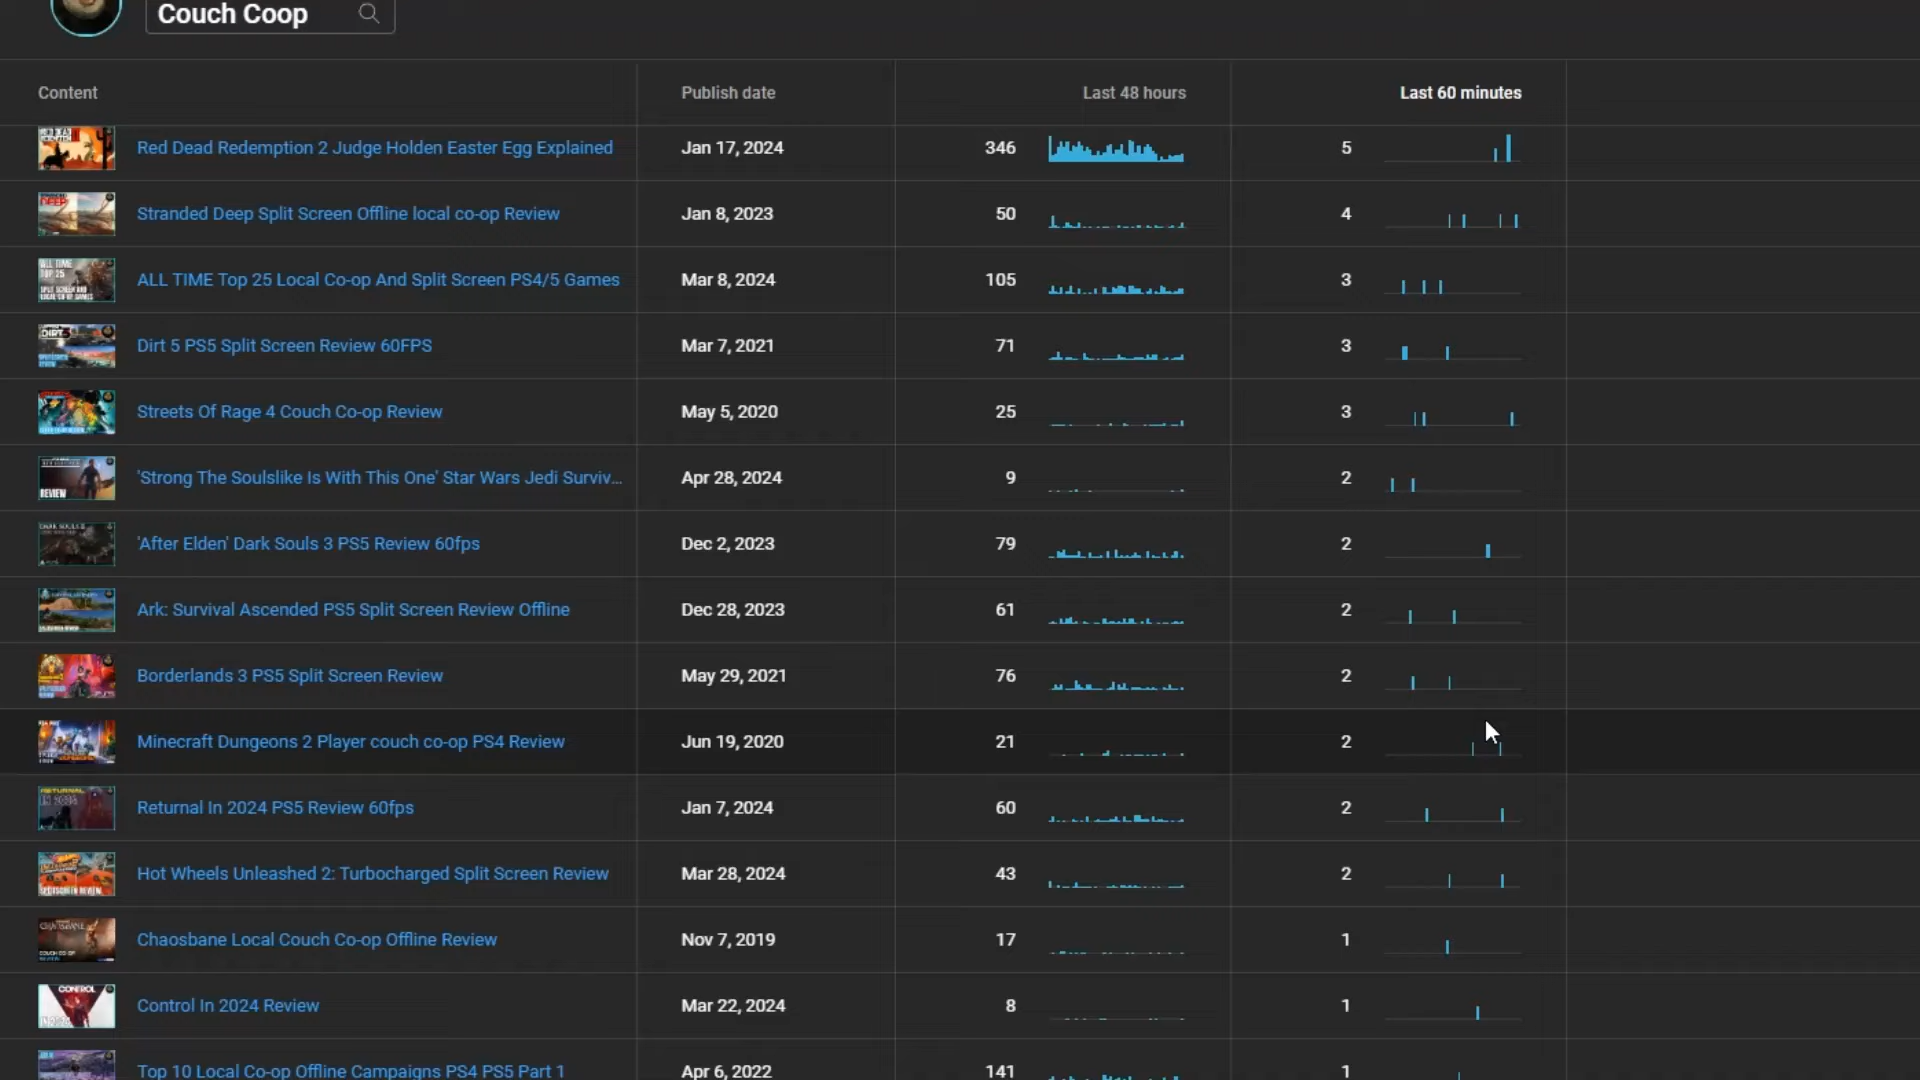 Couch Coop
Content Publish date Last 48 hours Last 60 minutes
Red Dead Redemption 2 Judge Holden Easter Egg Explained Jan 17, 2024 346 5
Stranded Deep Split Screen Offline local co-op Review Jan 8, 2023 50 4
ALL TIME Top 25 Local Co-op And Split Screen PS4/5 Games Mar 8, 2024 105 3
Dirt 5 PS5 Split Screen Review 60FPS Mar 7, 2021 71 3
Streets Of Rage 4 Couch Co-op Review May 5, 2020 25 3
'Strong The Soulslike Is With This One' Star Wars Jedi Surviv... Apr 28, 2024 9 2
'After Elden' Dark Souls 3 PS5 Review 60fps Dec 2, 2023 79 2
Ark: Survival Ascended PS5 Split Screen Review Offline Dec 28, 2023 61 2
Borderlands 3 PS5 Split Screen Review May 29, 2021 76 2
Minecraft Dungeons 2 Player couch co-op PS4 Review Jun 19, 2020 21 2
Returnal In 2024 PS5 Review 60fps Jan 7, 2024 60 2
Hot Wheels Unleashed 2: Turbocharged Split Screen Review Mar 28, 2024 43 2
Chaosbane Local Couch Co-op Offline Review Nov 7, 2019 17 1
Control In 2024 Review Mar 22, 2024 8 1
Top 10 Local Co-op Offline Campaigns PS4 PS5 Part 1 Apr 6, 2022 141 1